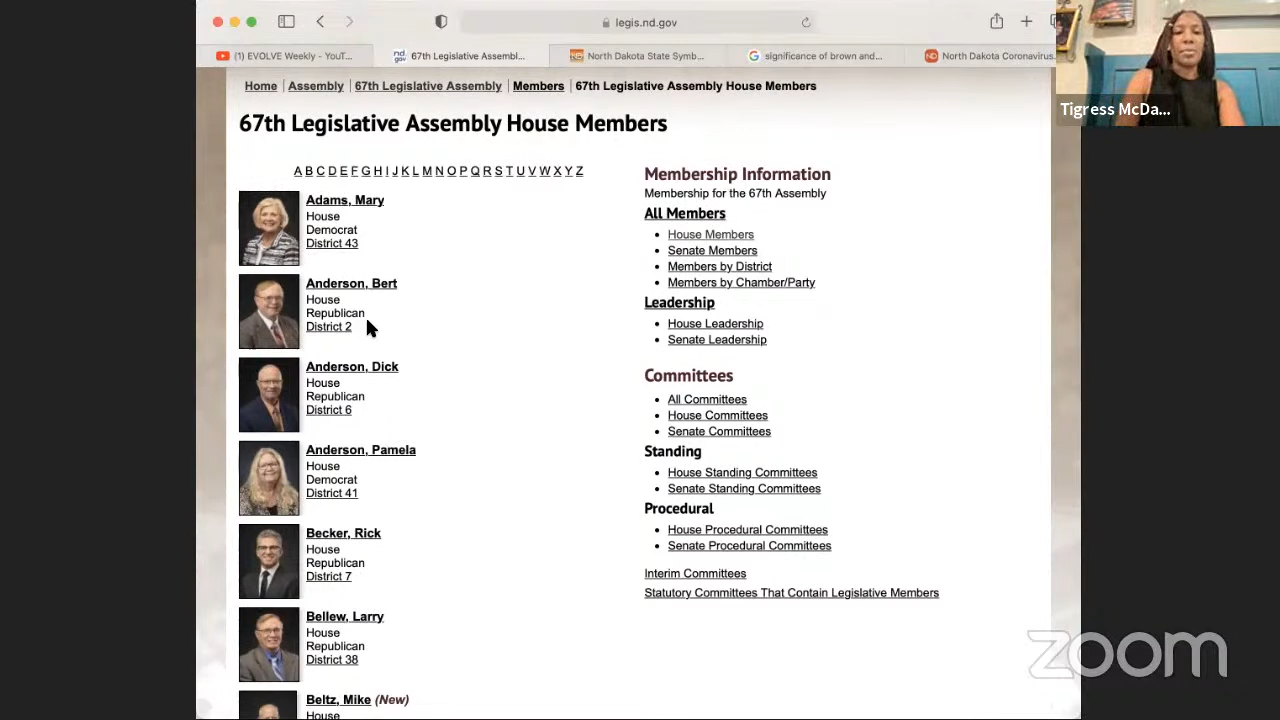 legis.nd.gov
(1) EVOLVE Weekly - YouT...
nd.
gov
67th Legislative Assembl...
North Dakota State Symb...
significance of brown and...
North Dakota Coronavirus
Tigress McDa...
Home
Assembly
67th Legislative Assembly
Members
67th Legislative Assembly House Members
67th Legislative Assembly House Members
A B C D E F G H I J K L M N O P Q R S T U V W X Y Z
Adams, Mary
House
Democrat
District 43
Anderson, Bert
House
Republican
District 2
Anderson, Dick
House
Republican
District 6
Anderson, Pamela
House
Democrat
District 41
Becker, Rick
House
Republican
District 7
Bellew, Larry
House
Republican
District 38
Beltz, Mike (New)
House
Membership Information
Membership for the 67th Assembly
All Members
House Members
Senate Members
Members by District
Members by Chamber/Party
Leadership
House Leadership
Senate Leadership
Committees
All Committees
House Committees
Senate Committees
Standing
House Standing Committees
Senate Standing Committees
Procedural
House Procedural Committees
Senate Procedural Committees
Interim Committees
Statutory Committees That Contain Legislative Members
zoom